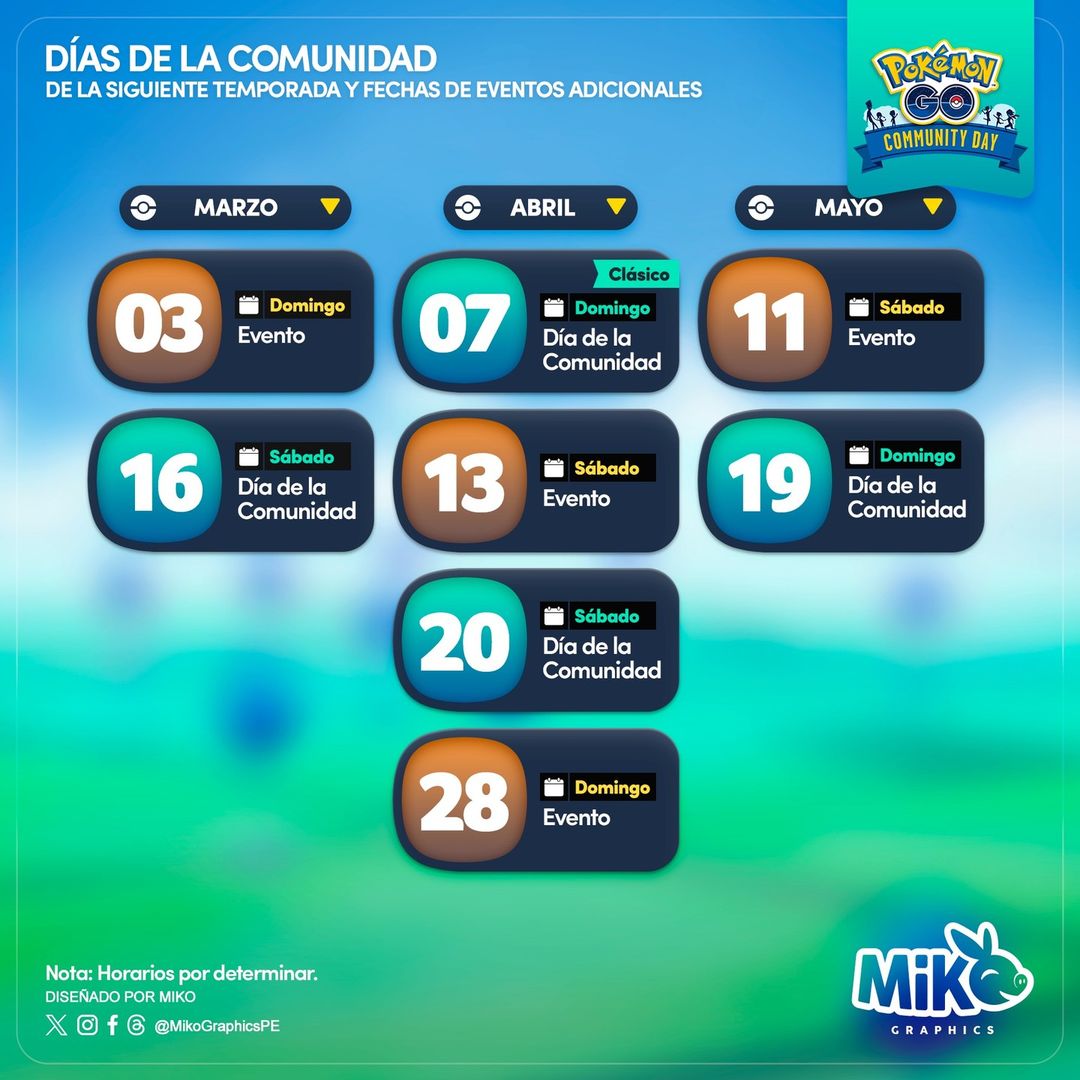 DÍAS DE LA COMUNIDAD
DE LA SIGUIENTE TEMPORADA Y FECHAS DE EVENTOS ADICIONALES
POKÉMON
GO
COMMUNITY DAY
MARZO
03
Domingo
Evento
16
Sábado
Día de la
Comunidad
ABRIL
Clásico
07
Domingo
Día de la
Comunidad
13
Sábado
Evento
20
Sábado
Día de la
Comunidad
28
Domingo
Evento
MAYO
11
Sábado
Evento
19
Domingo
Día de la
Comunidad
Nota: Horarios por determinar.
DISEÑADO POR MIKO
@MikoGraphicsPE
MiKO
GRAPHICS